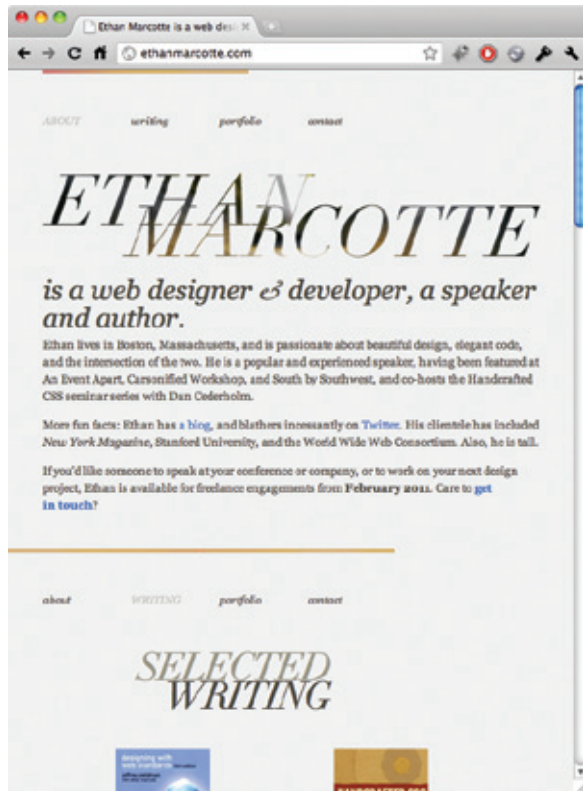 Ethan Marcotte is a web desi
ethanmarcotte.com
ABOUT writing portfolio contact
ETHAN
MARCOTTE
is a web designer & developer, a speaker
and author.
Ethan lives in Boston, Massachusetts, and is passionate about beautiful design, elegant code,
and the intersection of the two. He is a popular and experienced speaker, having been featured at
An Event Apart, Carsonified Workshop, and South by Southwest, and co-hosts the Handcrafted
CSS seminar series with Dan Cederholm.
More fun facts: Ethan has a blog, and blathers incessantly on Twitter. His clientele has included
New York Magazine, Stanford University, and the World Wide Web Consortium. Also, he is tall.
If you'd like someone to speak at your conference or company, or to work on your next design
project, Ethan is available for freelance engagements from February 2011. Care to get
in touch?
about WRITING portfolio contact
SELECTED
WRITING
designing with
web standards
HANDCRAFTED CSS